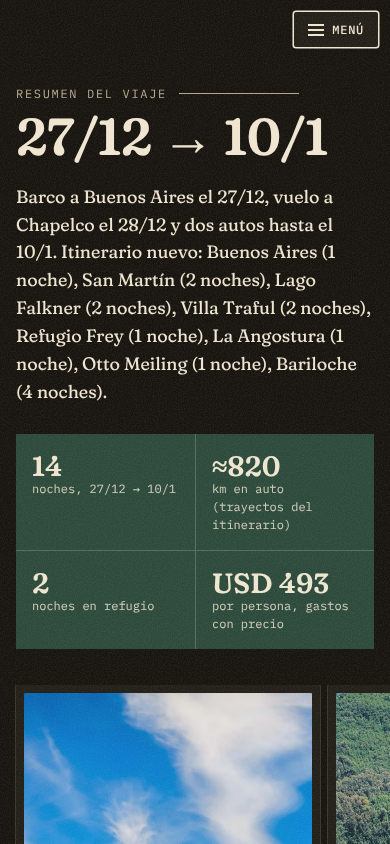 MENÚ
RESUMEN DEL VIAJE
27/12 → 10/1
Barco a Buenos Aires el 27/12, vuelo a
Chapelco el 28/12 y dos autos hasta el
10/1. Itinerario nuevo: Buenos Aires (1
noche), San Martín (2 noches), Lago
Falkner (2 noches), Villa Traful (2 noches),
Refugio Frey (1 noche), La Angostura (1
noche), Otto Meiling (1 noche), Bariloche
(4 noches).
14
noches, 27/12 → 10/1
≈820
km en auto
(trayectos del
itinerario)
2
noches en refugio
USD 493
por persona, gastos
con precio